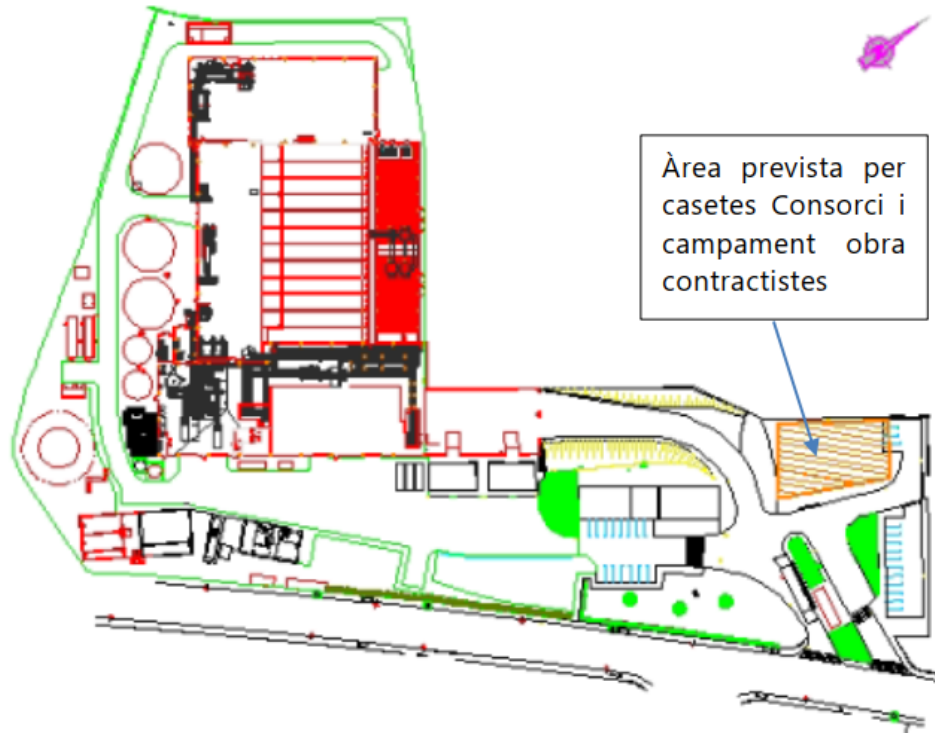 Àrea prevista per
casetes Consorci i
campament obra
contractistes